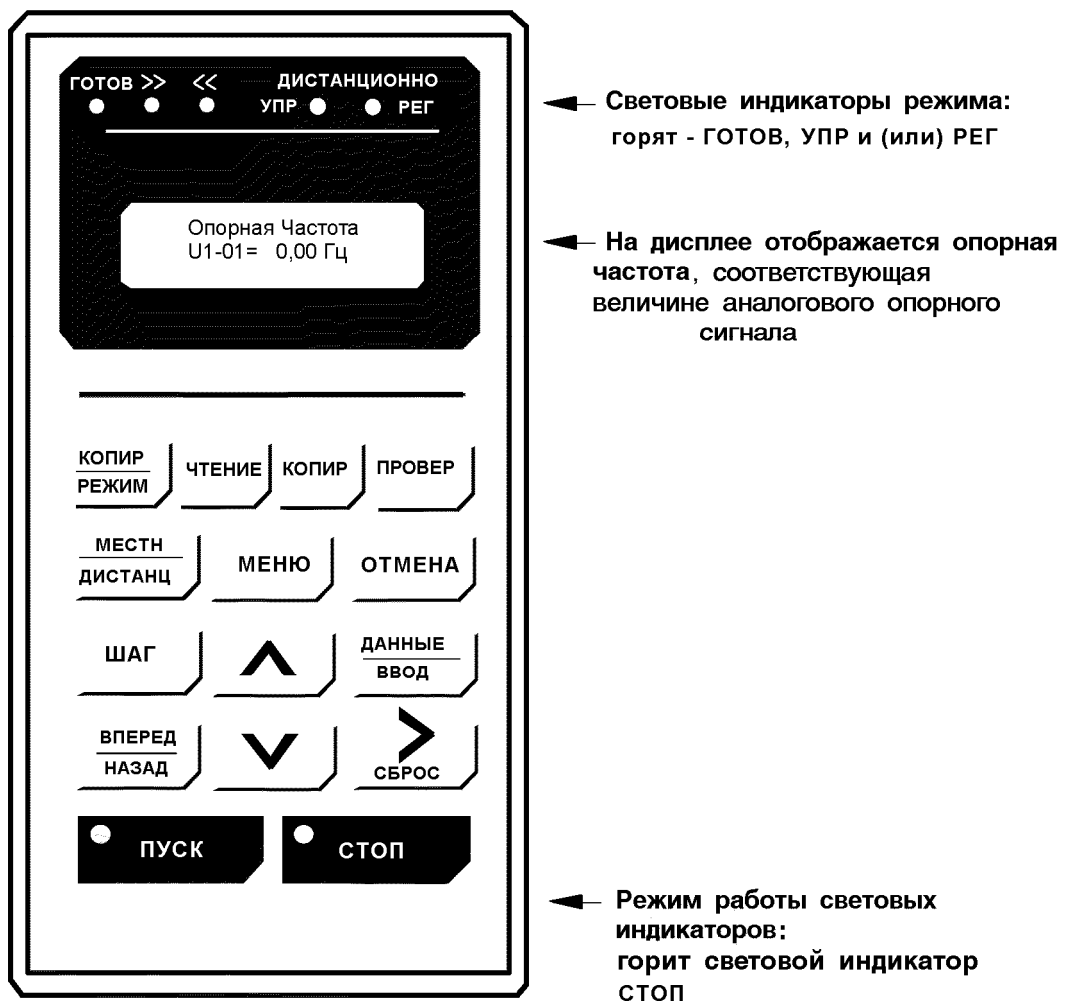 ГОТОВ >> << ДИСТАНЦИОННО
УПР РЕГ
Опорная Частота
U1-01= 0,00 Гц
КОПИР
РЕЖИМ
ЧТЕНИЕ
КОПИР
ПРОВЕР
МЕСТН
ДИСТАНЦ
МЕНЮ
ОТМЕНА
ШАГ
ДАННЫЕ
ВВОД
ВПЕРЕД
НАЗАД
СБРОС
ПУСК
СТОП
Световые индикаторы режима:
горят - ГОТОВ, УПР и (или) РЕГ
На дисплее отображается опорная
частота, соответствующая
величине аналогового опорного
сигнала
Режим работы световых
индикаторов:
горит световой индикатор
СТОП